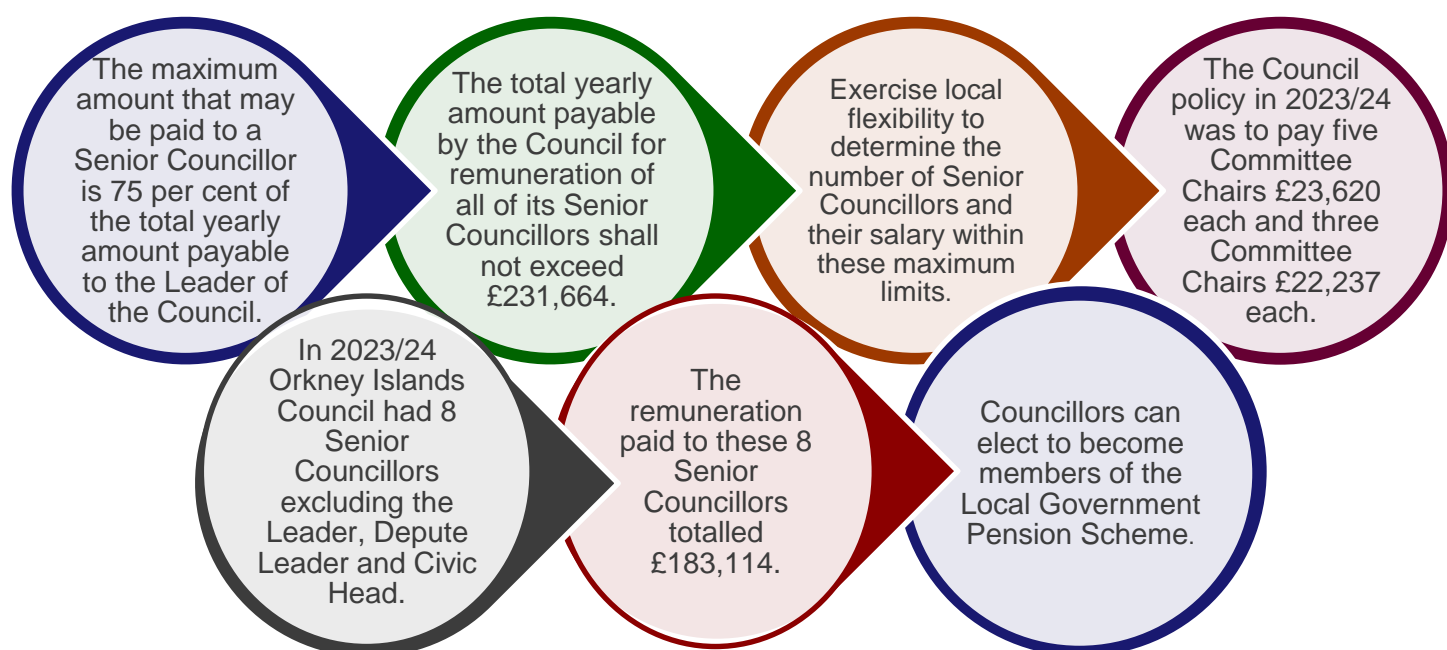 The maximum
amount that may
be paid to a
Senior Councillor
is 75 per cent of
the total yearly
amount payable
to the Leader of
the Council.
The total yearly
amount payable
by the Council for
remuneration of
all of its Senior
Councillors shall
not exceed
£231,664.
Exercise local
flexibility to
determine the
number of Senior
Councillors and
their salary within
these maximum
limits.
The Council
policy in 2023/24
was to pay five
Committee
Chairs £23,620
each and three
Committee
Chairs £22,237
each.
In 2023/24
Orkney Islands
Council had 8
Senior
Councillors
excluding the
Leader, Depute
Leader and Civic
Head.
The
remuneration
paid to these 8
Senior
Councillors
totalled
£183,114.
Councillors can
elect to become
members of the
Local Government
Pension Scheme.